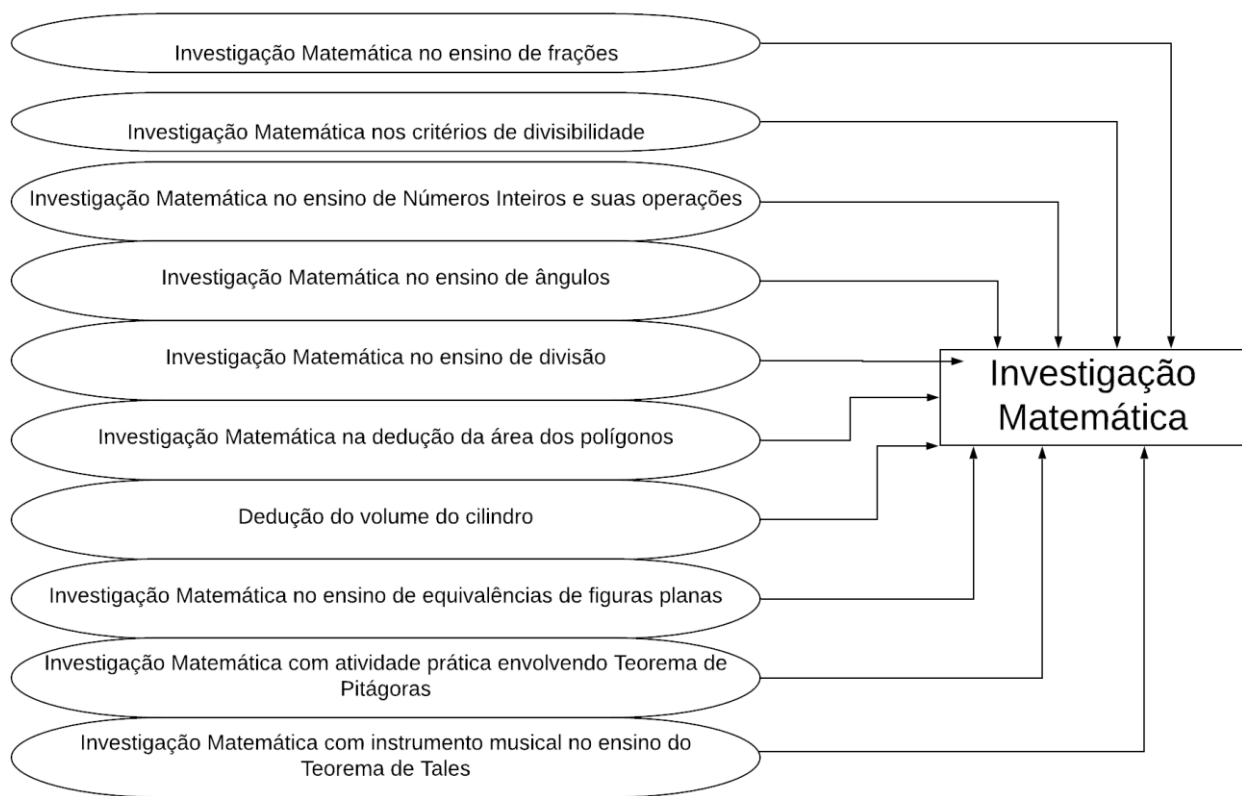 Investigação Matemática no ensino de frações
Investigação Matemática nos critérios de divisibilidade
Investigação Matemática no ensino de Números Inteiros e suas operações
Investigação Matemática no ensino de ângulos
Investigação Matemática no ensino de divisão
Investigação Matemática na dedução da área dos polígonos
Dedução do volume do cilindro
Investigação Matemática no ensino de equivalências de figuras planas
Investigação Matemática com atividade prática envolvendo Teorema de
Pitágoras
Investigação Matemática com instrumento musical no ensino do
Teorema de Tales
Investigação
Matemática